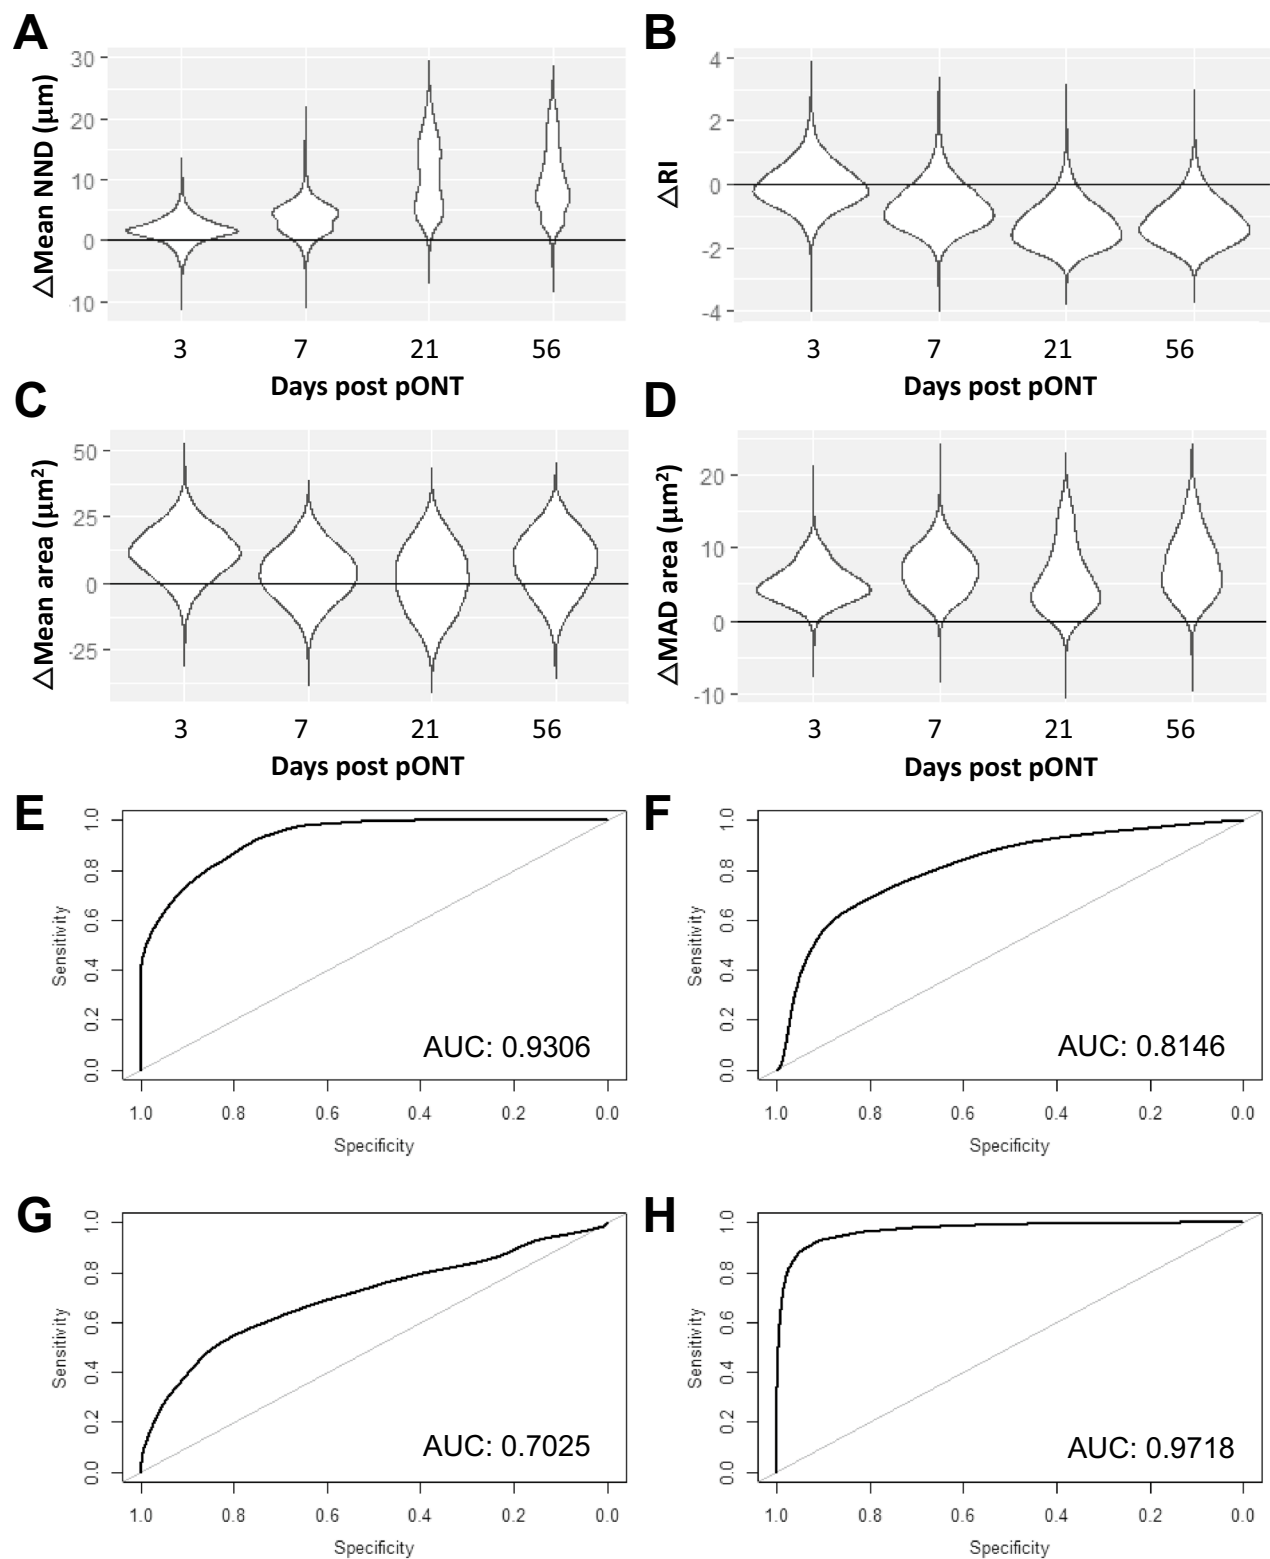 A
B
ΔMean NND (μm)
30
20
10
0
10
3
7
21
56
Days post pONT
ΔRI
4
2
0
-2
-4
3
7
21
56
Days post pONT
C
D
ΔMean area (μm²)
50
25
0
-25
3
7
21
56
Days post pONT
ΔMAD area (μm²)
20
10
0
-10
3
7
21
56
Days post pONT
E
F
Sensitivity
1.0
0.8
0.6
0.4
0.2
0.0
AUC: 0.9306
1.0 0.8 0.6 0.4 0.2 0.0
Specificity
Sensitivity
1.0
0.8
0.6
0.4
0.2
0.0
AUC: 0.8146
1.0 0.8 0.6 0.4 0.2 0.0
Specificity
G
H
Sensitivity
1.0
0.8
0.6
0.4
0.2
0.0
AUC: 0.7025
1.0 0.8 0.6 0.4 0.2 0.0
Specificity
Sensitivity
1.0
0.8
0.6
0.4
0.2
0.0
AUC: 0.9718
1.0 0.8 0.6 0.4 0.2 0.0
Specificity